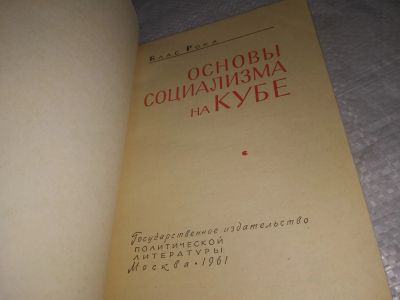 Блас Рока
ОСНОВЫ
СОЦИАЛИЗМА
НА КУБЕ
Государственное издательство
ПОЛИТИЧЕСКОЙ
ЛИТЕРАТУРЫ
Москва • 1961